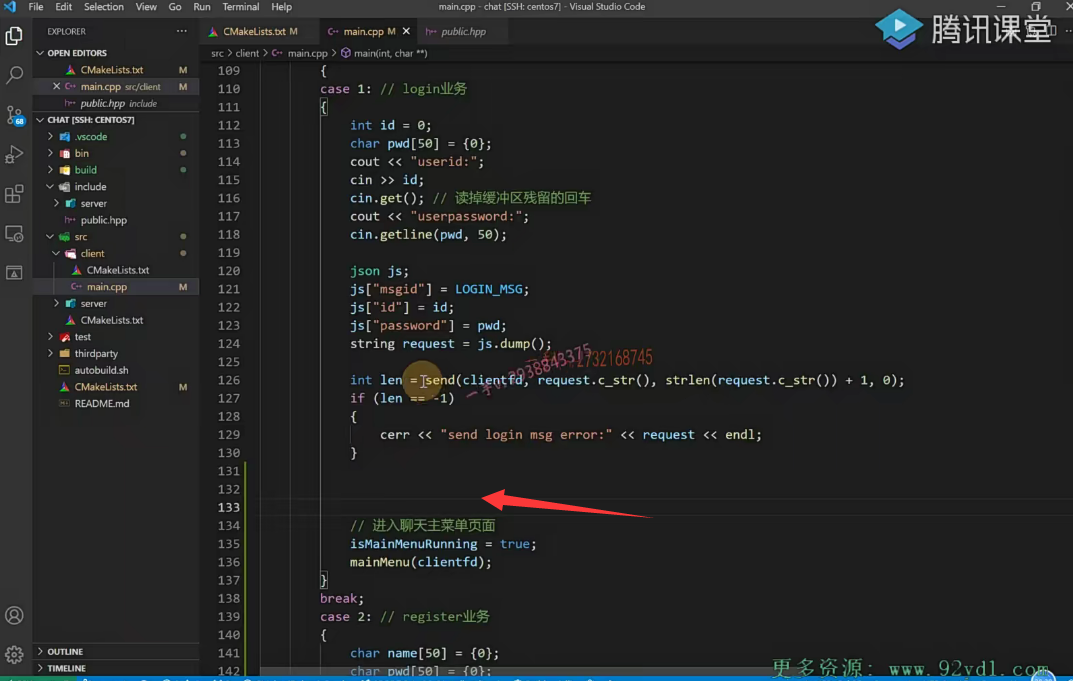 File Edit Selection View Go Run Terminal Help
main.cpp - chat [SSH: centos7] - Visual Studio Code
腾讯课堂
EXPLORER
OPEN EDITORS
CMakeLists.txt M
main.cpp src/client M
public.hpp include
CHAT [SSH: CENTOS7]
.vscode
bin
build
include
server
public.hpp
src
client
CMakeLists.txt
main.cpp M
server
CMakeLists.txt
test
thirdparty
autobuild.sh
CMakeLists.txt M
README.md
OUTLINE
TIMELINE
68
CMakeLists.txt M
main.cpp M
public.hpp
src > client > main.cpp > main(int, char **)
109 {
110 case 1: // login业务
111 {
112 int id = 0;
113 char pwd[50] = {0};
114 cout << "userid:";
115 cin >> id;
116 cin.get(); // 读掉缓冲区残留的回车
117 cout << "userpassword:";
118 cin.getline(pwd, 50);
119
120 json js;
121 js["msgid"] = LOGIN_MSG;
122 js["id"] = id;
123 js["password"] = pwd;
124 string request = js.dump();
125
126 int len = send(clientfd, request.c_str(), strlen(request.c_str()) + 1, 0);
127 if (len == -1)
128 {
129 cerr << "send login msg error:" << request << endl;
130 }
131
132
133
134 // 进入聊天主菜单页面
135 isMainMenuRunning = true;
136 mainMenu(clientfd);
137 }
138 break;
139 case 2: // register业务
140 {
141 char name[50] = {0};
142 char pwd[50] = {0};
更多资源: www.92ydl.com